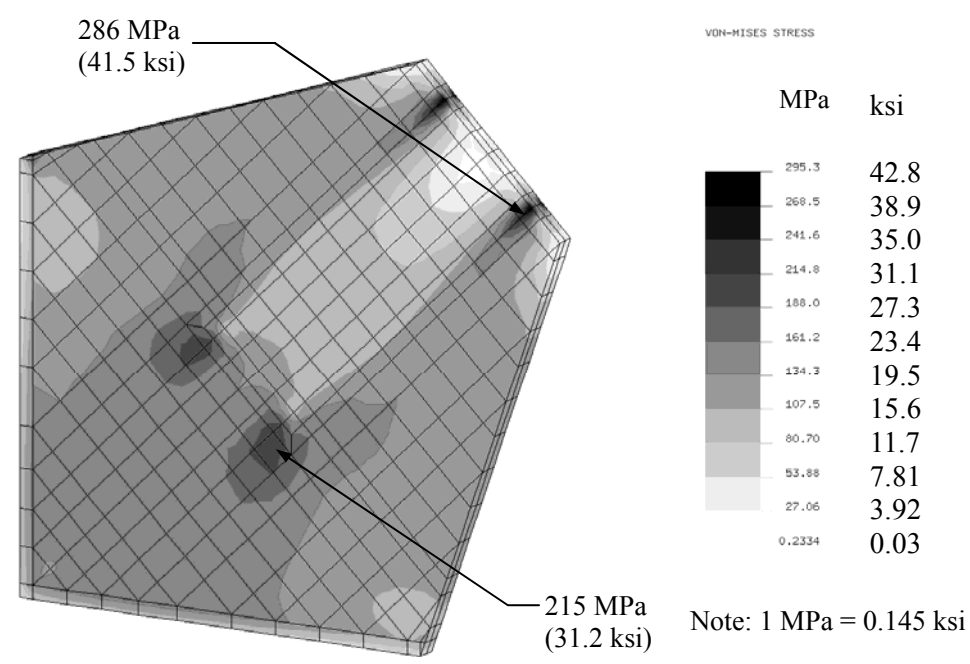 286 MPa
(41.5 ksi)
VON-MISES STRESS
MPa ksi
295.3 42.8
268.5 38.9
241.6 35.0
214.8 31.1
188.0 27.3
161.2 23.4
134.3 19.5
107.5 15.6
80.70 11.7
53.88 7.81
27.06 3.92
0.2334 0.03
215 MPa
(31.2 ksi)
Note: 1 MPa = 0.145 ksi